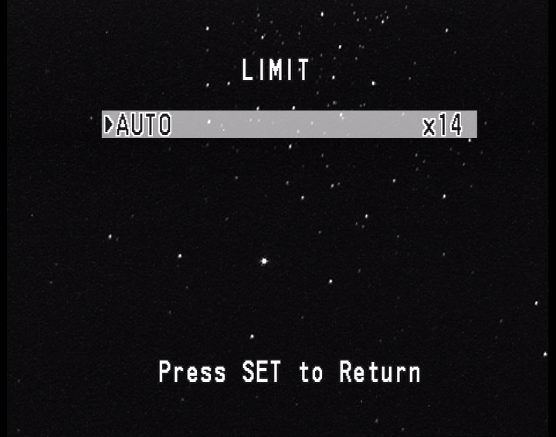 LIMIT
AUTO x14
Press SET to Return